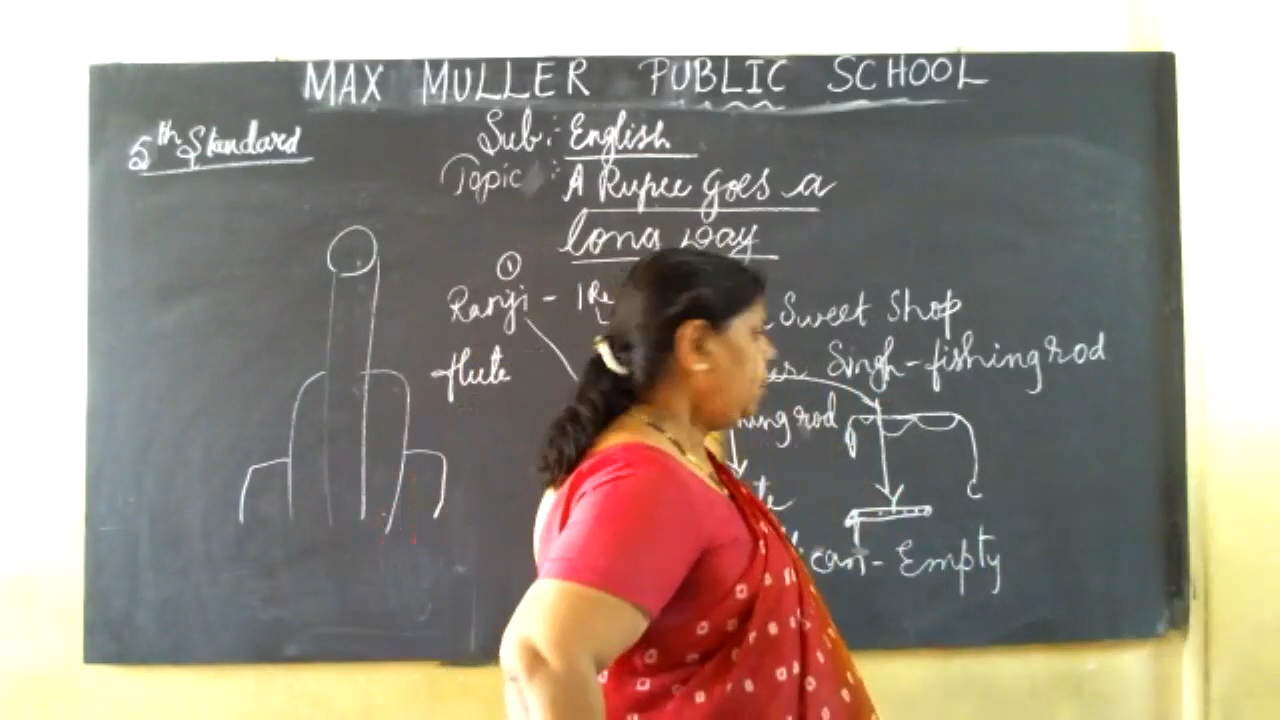 MAX MULLER PUBLIC SCHOOL
5th Standard
Sub: English
Topic: A Rupee Goes a
long way
①
Ranji - 1 Re
Sweet Shop
Singh - fishing rod
flute
rod
can - Empty